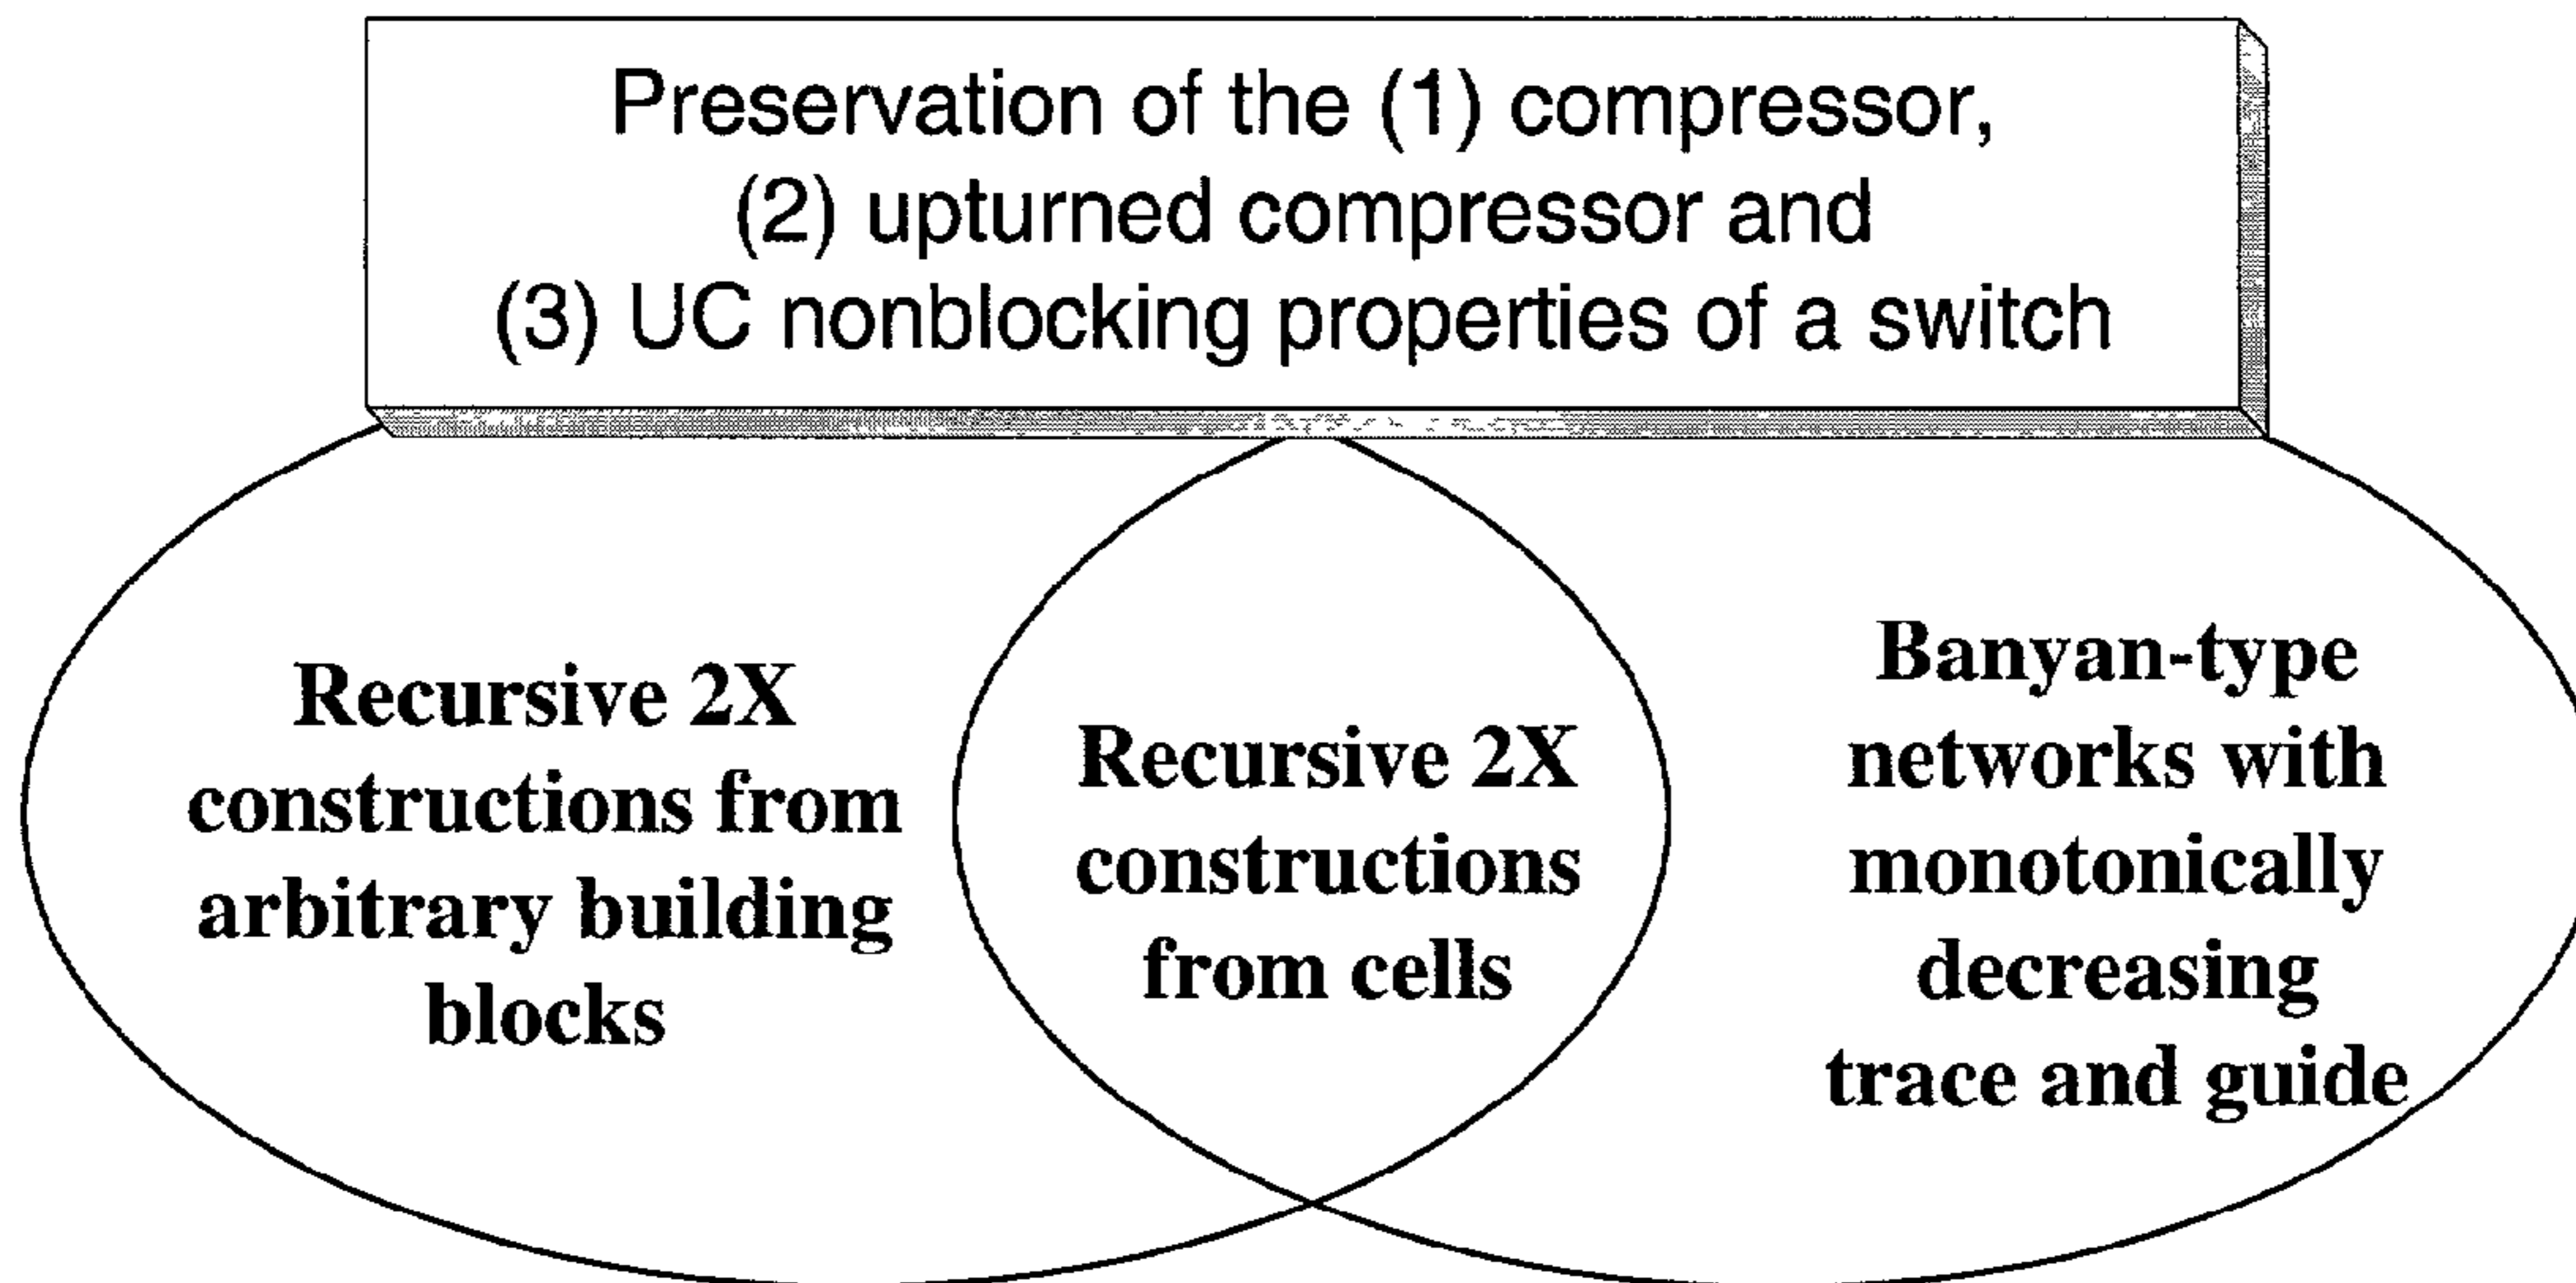 Preservation of the (1) compressor,
(2) upturned compressor and
(3) UC nonblocking properties of a switch
Recursive 2X
constructions from
arbitrary building
blocks
Recursive 2X
constructions
from cells
Banyan-type
networks with
monotonically
decreasing
trace and guide